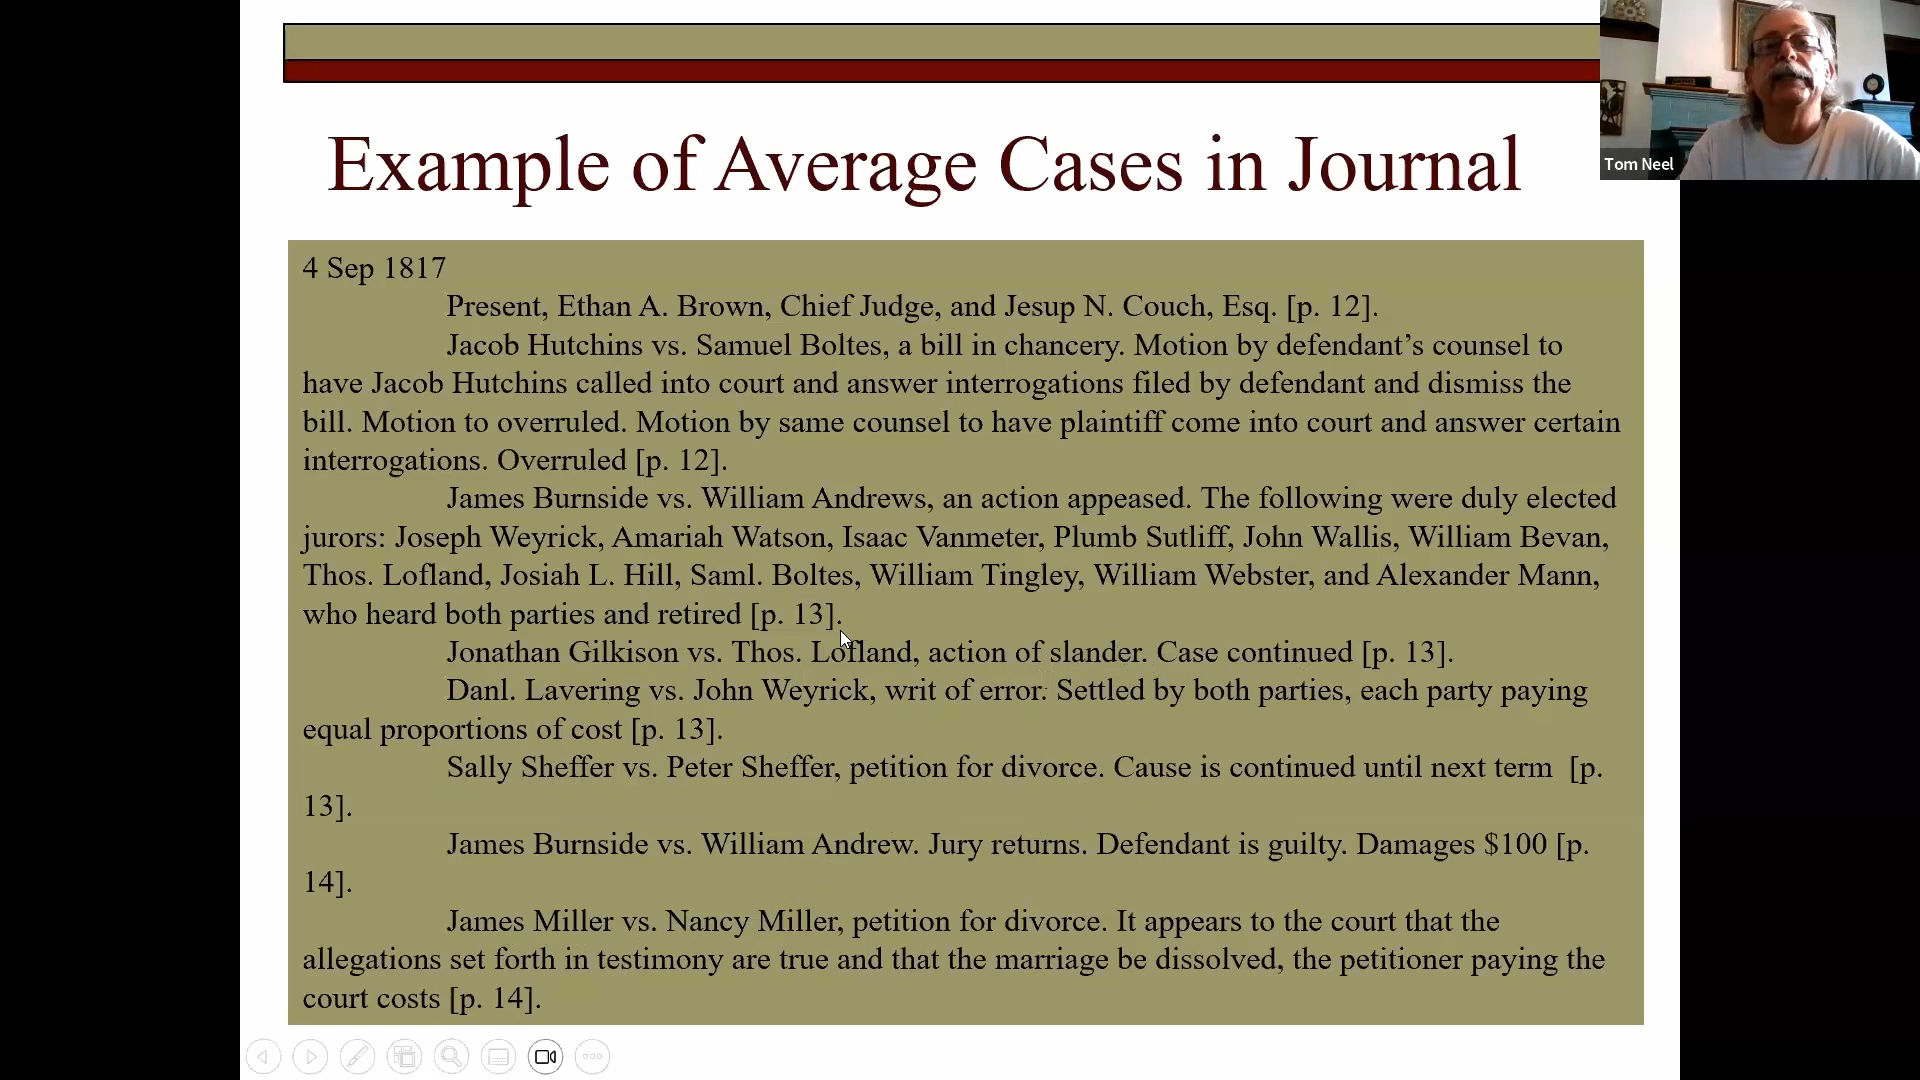 Example of Average Cases in Journal
Tom Neel
4 Sep 1817
Present, Ethan A. Brown, Chief Judge, and Jesup N. Couch, Esq. [p. 12].
Jacob Hutchins vs. Samuel Boltes, a bill in chancery. Motion by defendant’s counsel to
have Jacob Hutchins called into court and answer interrogations filed by defendant and dismiss the
bill. Motion to overruled. Motion by same counsel to have plaintiff come into court and answer certain
interrogations. Overruled [p. 12].
James Burnside vs. William Andrews, an action appeased. The following were duly elected
jurors: Joseph Weyrick, Amariah Watson, Isaac Vanmeter, Plumb Sutliff, John Wallis, William Bevan,
Thos. Lofland, Josiah L. Hill, Saml. Boltes, William Tingley, William Webster, and Alexander Mann,
who heard both parties and retired [p. 13].
Jonathan Gilkison vs. Thos. Lofland, action of slander. Case continued [p. 13].
Danl. Lavering vs. John Weyrick, writ of error. Settled by both parties, each party paying
equal proportions of cost [p. 13].
Sally Sheffer vs. Peter Sheffer, petition for divorce. Cause is continued until next term [p.
13].
James Burnside vs. William Andrew. Jury returns. Defendant is guilty. Damages $100 [p.
14].
James Miller vs. Nancy Miller, petition for divorce. It appears to the court that the
allegations set forth in testimony are true and that the marriage be dissolved, the petitioner paying the
court costs [p. 14].